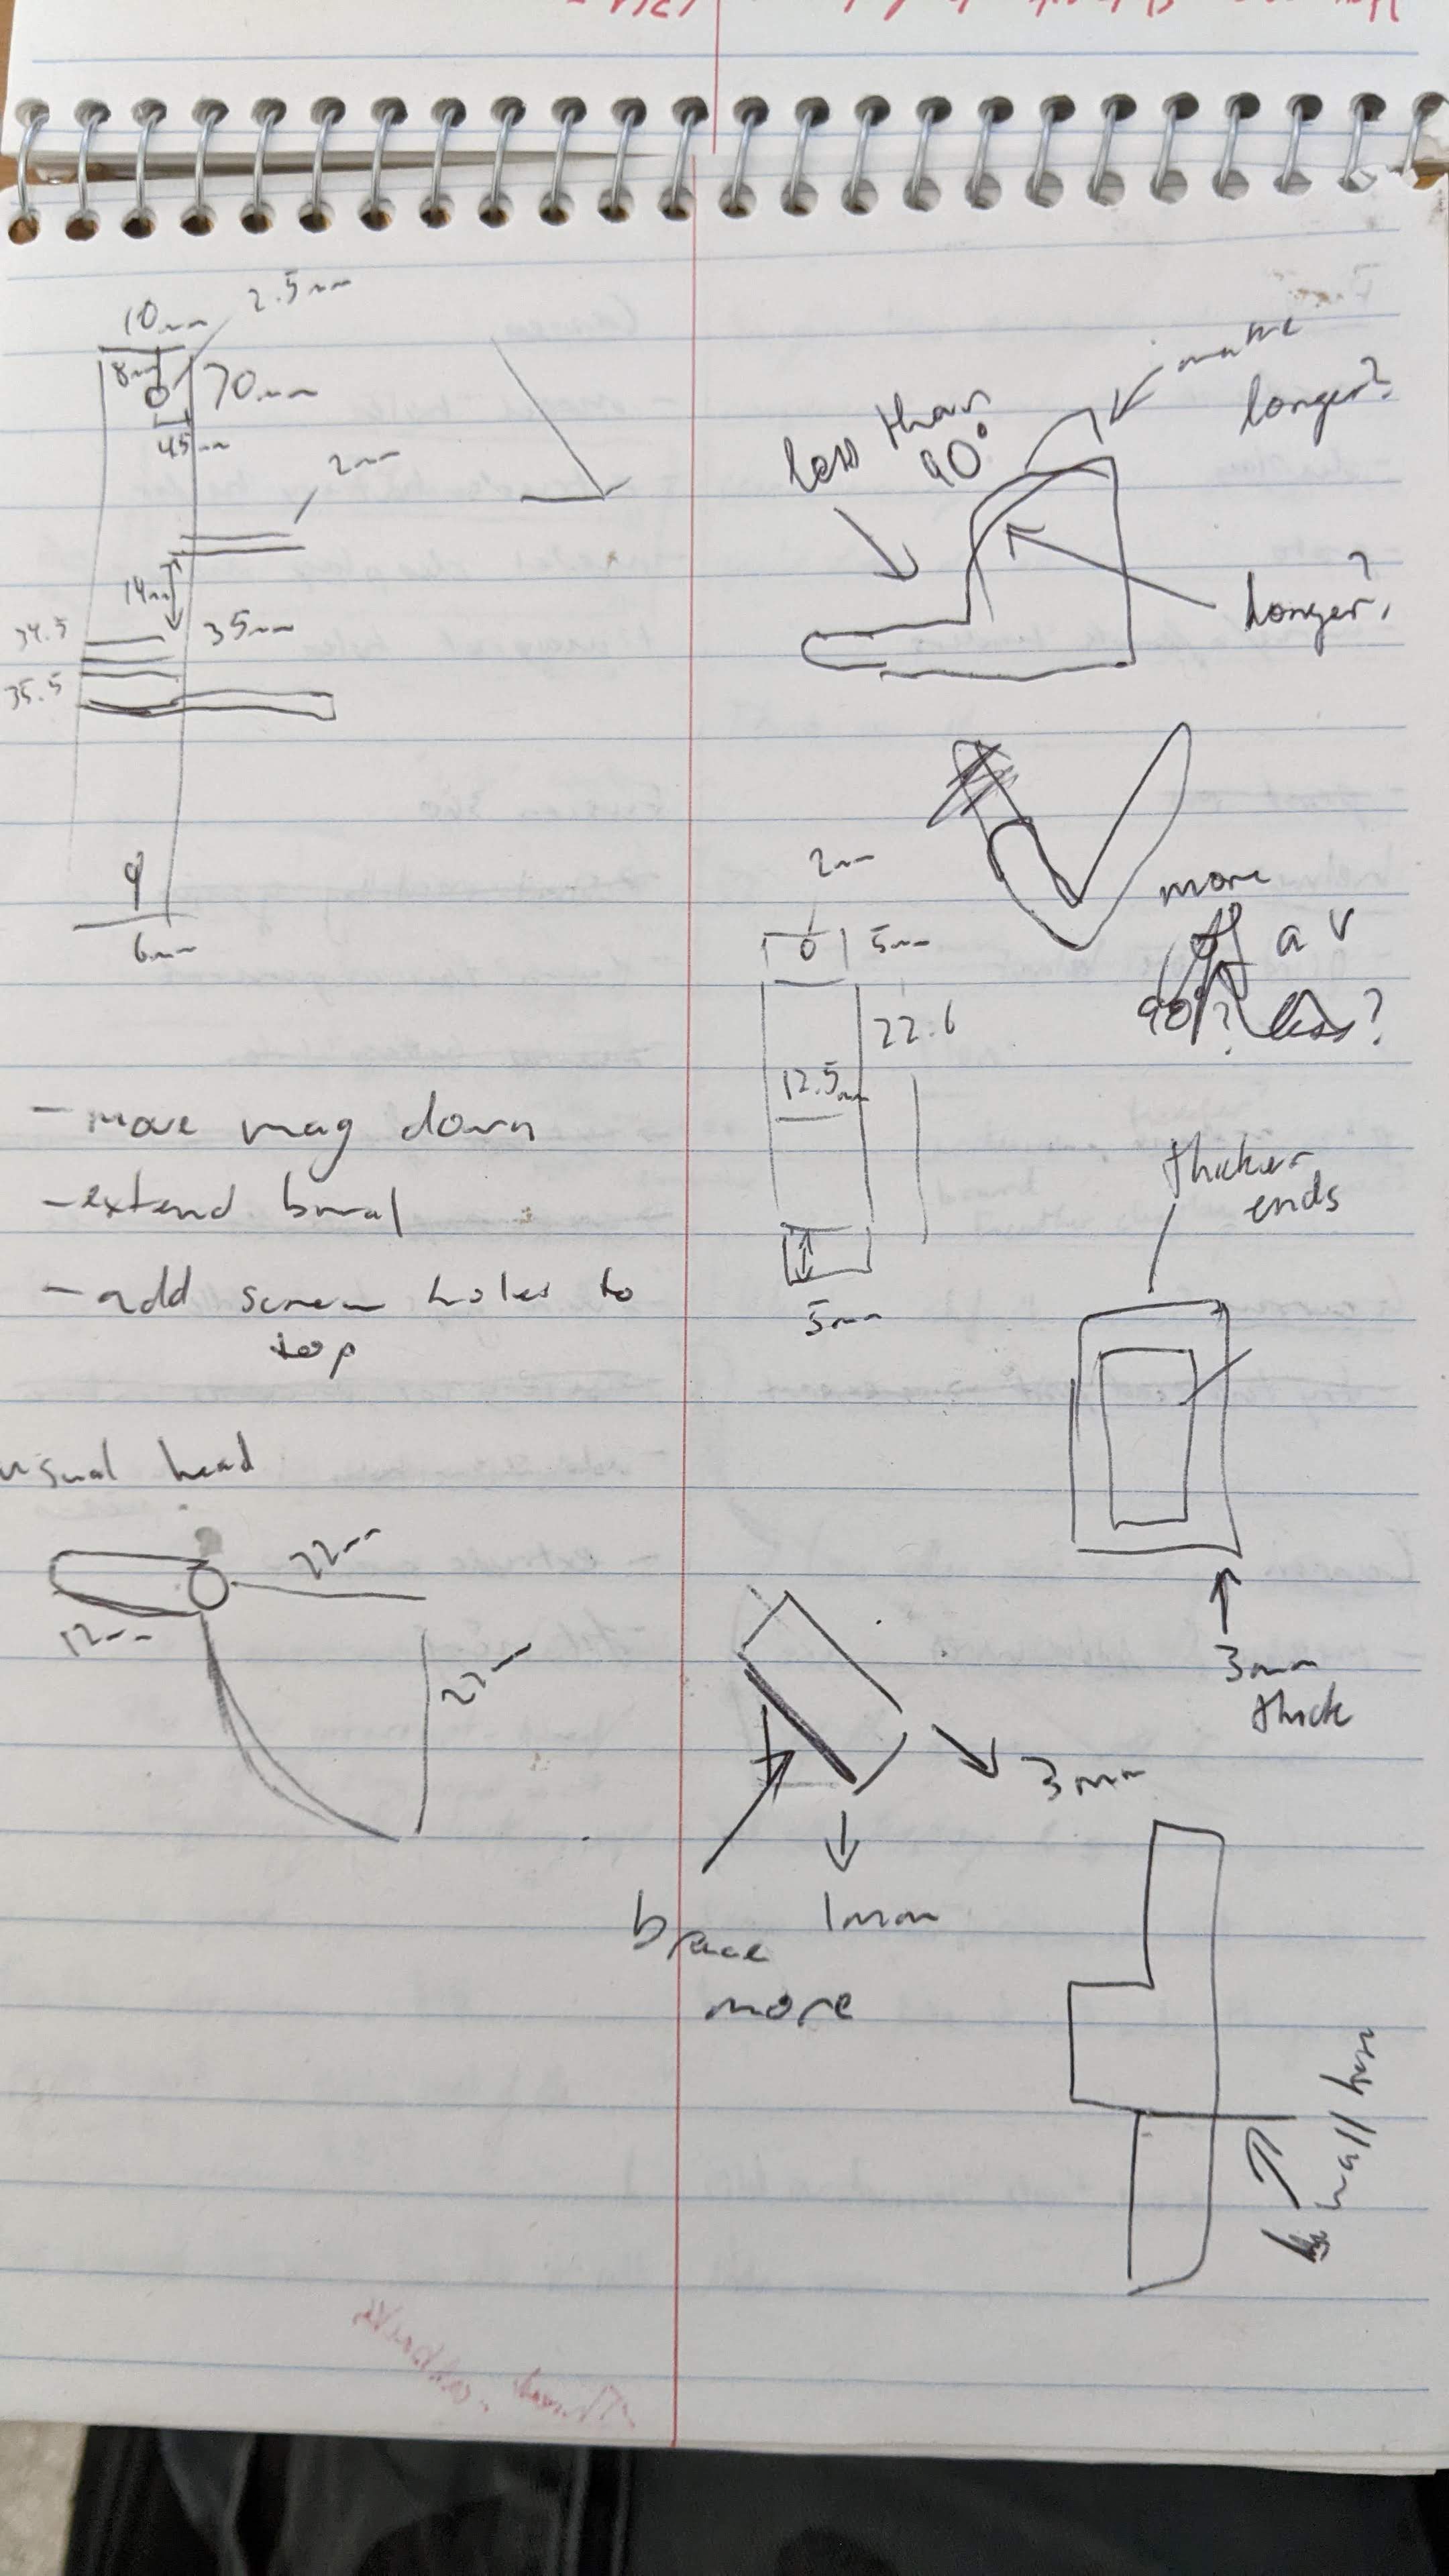 10mm
2.5mm
8mm
70mm
45mm
2mm
14mm
34.5
35mm
35.5
9
6mm
- move mag down
- extend
- add screw holes to
top
usual head
22mm
12mm
22mm
make
longer?
less than
90°
longer?
more
of a V
90°? less?
2mm
5mm
22.6
12.5mm
5mm
thicker
ends
3mm
thick
3mm
1mm
brace
more
wall here